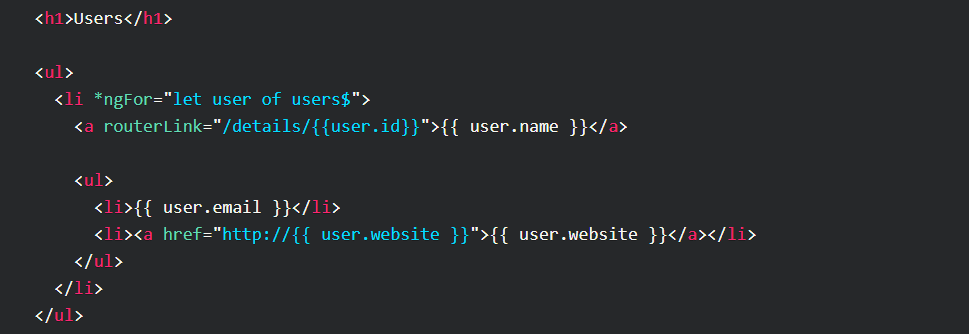 <h1>Users</h1>
<ul>
<li *ngFor="let user of users$">
<a routerLink="/details/{{user.id}}">{{ user.name }}</a>
<ul>
<li>{{ user.email }}</li>
<li><a href="http://{{ user.website }}">{{ user.website }}</a></li>
</ul>
</li>
</ul>